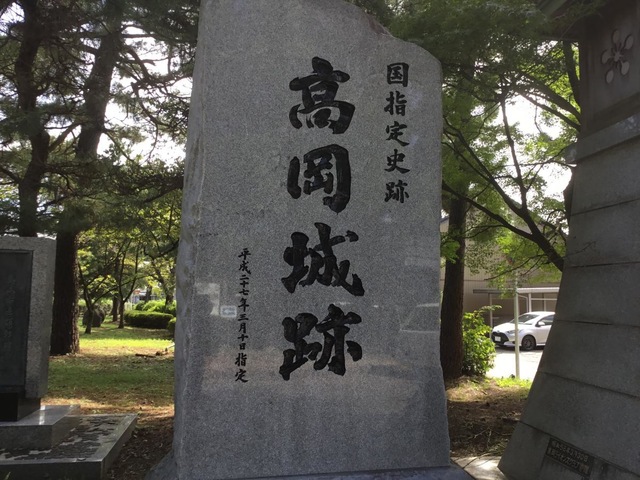 国指定史跡
高岡城跡
平成二十七年三月十日指定